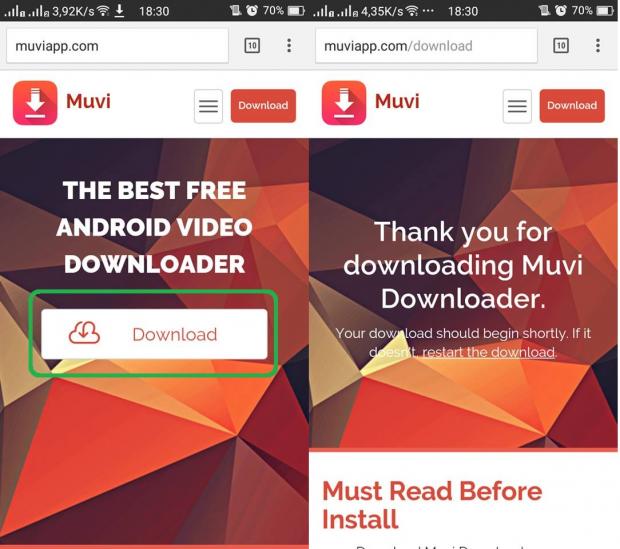 3,92K/s 18:30 70%
muviapp.com 10
Muvi Download
THE BEST FREE
ANDROID VIDEO
DOWNLOADER
Download
4,35K/s 18:30 70%
muviapp.com/download 10
Muvi Download
Thank you for
downloading Muvi
Downloader.
Your download should begin shortly. If it
doesn't, restart the download.
Must Read Before
Install